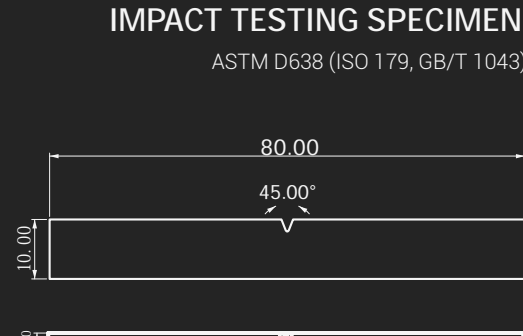 IMPACT TESTING SPECIMEN
ASTM D638 (ISO 179, GB/T 1043)
80.00
45.00°
10.00